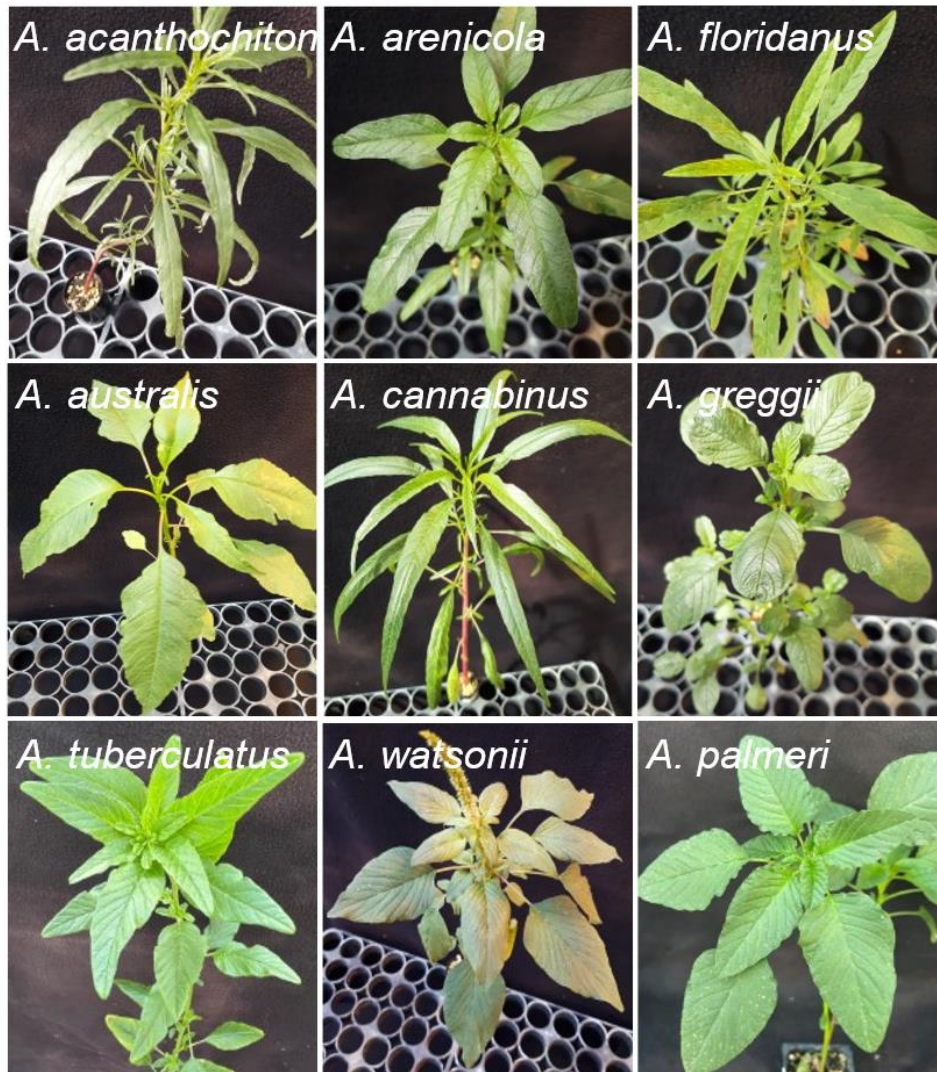 A. acanthochiton
A. arenicola
A. floridanus
A. australis
A. cannabinus
A. greggii
A. tuberculatus
A. watsonii
A. palmeri